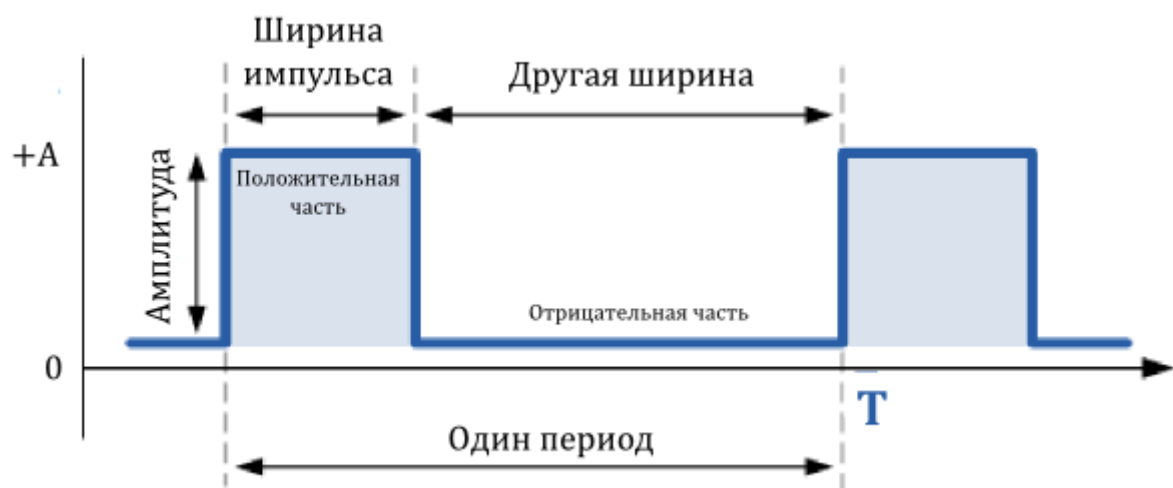 Ширина
импульса
Другая ширина
+А
Амплитуда
Положительная
часть
Отрицательная часть
0
Т
Один период